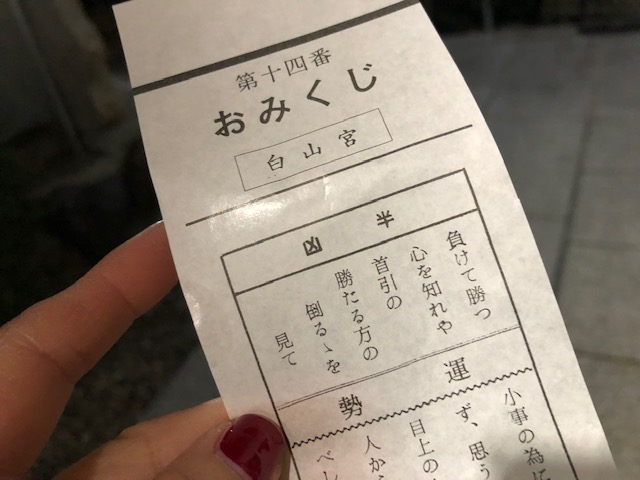 第十四番
おみくじ
白山宮
半凶
負けて勝つ
心を知れや
首引の
勝たる方の
倒るゝを
見て
運勢
小事の為に
ず、思う
目上の
人か
べし